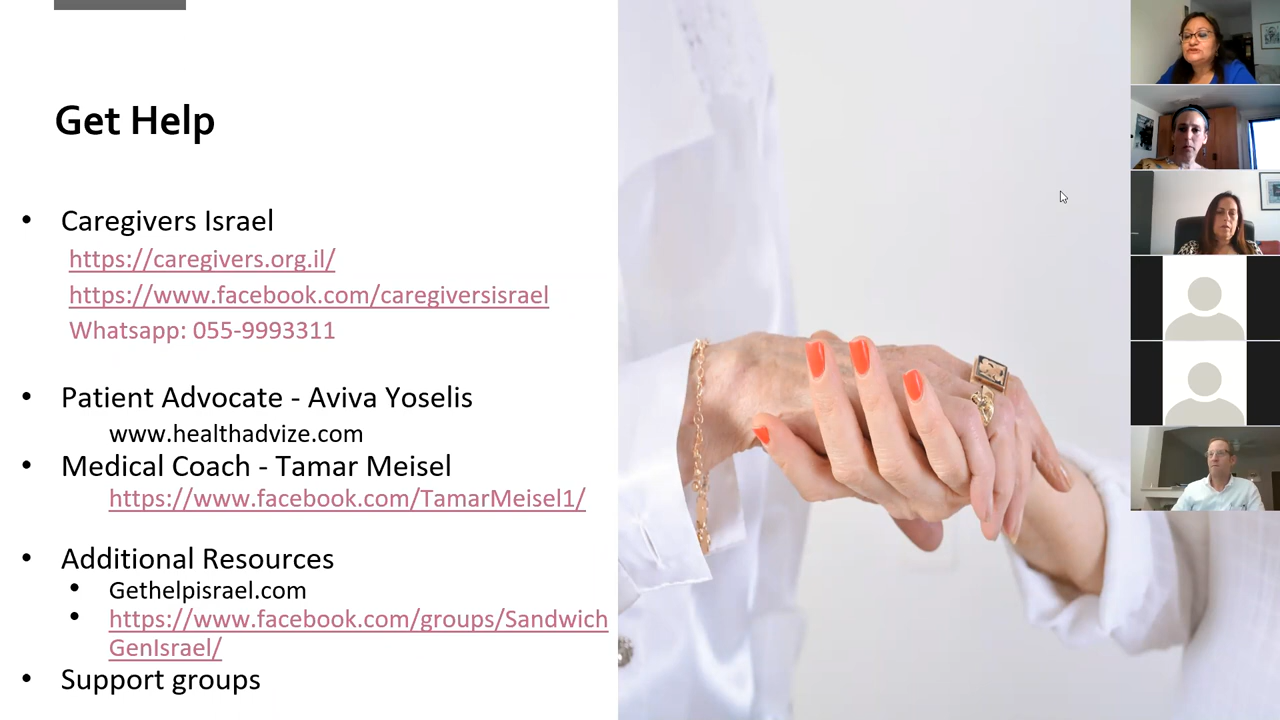 Get Help
• Caregivers Israel
https://caregivers.org.il/
https://www.facebook.com/caregiversisrael
Whatsapp: 055-9993311
• Patient Advocate - Aviva Yoselis
www.healthadvize.com
• Medical Coach - Tamar Meisel
https://www.facebook.com/TamarMeisel1/
• Additional Resources
• Gethelpisrael.com
• https://www.facebook.com/groups/Sandwich
GenIsrael/
• Support groups